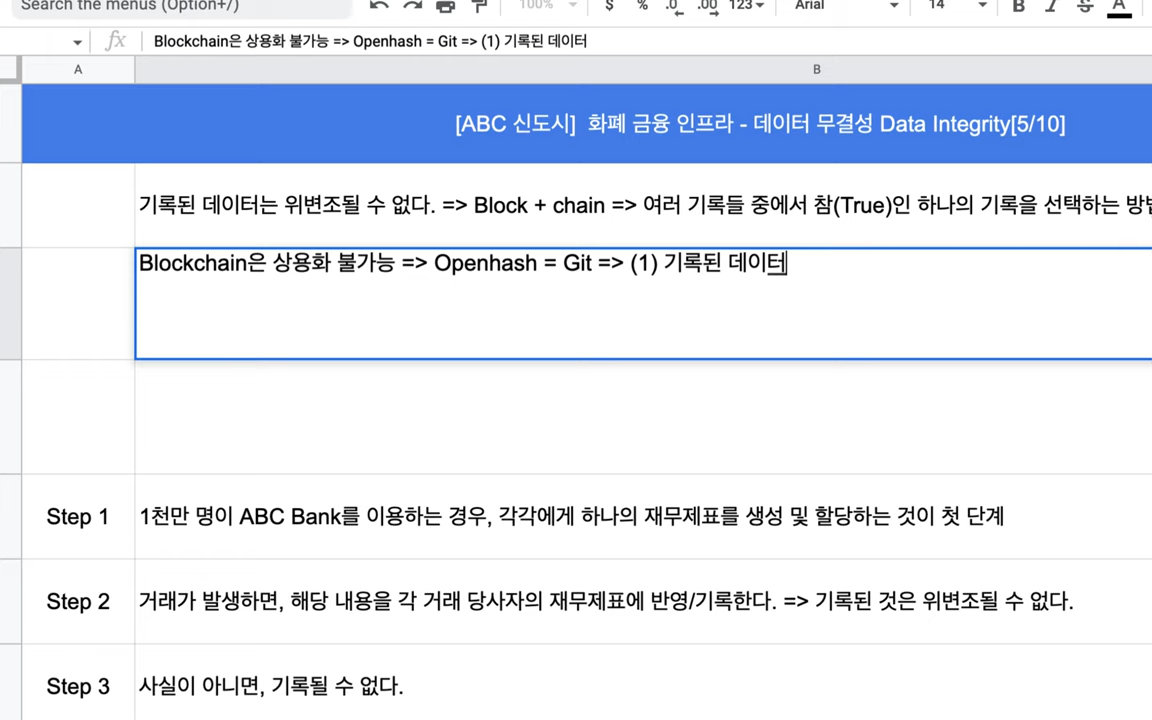 Search the menus (Option+/)
100%
$ % .0 .00 123
Arial
14
B I S A
fx Blockchain은 상용화 불가능 => Openhash = Git => (1) 기록된 데이터
A B
[ABC 신도시] 화폐 금융 인프라 - 데이터 무결성 Data Integrity[5/10]
기록된 데이터는 위변조될 수 없다. => Block + chain => 여러 기록들 중에서 참(True)인 하나의 기록을 선택하는
Blockchain은 상용화 불가능 => Openhash = Git => (1) 기록된 데이터
Step 1 1천만 명이 ABC Bank를 이용하는 경우, 각각에게 하나의 재무제표를 생성 및 할당하는 것이 첫 단계
Step 2 거래가 발생하면, 해당 내용을 각 거래 당사자의 재무제표에 반영/기록한다. => 기록된 것은 위변조될 수 없다.
Step 3 사실이 아니면, 기록될 수 없다.